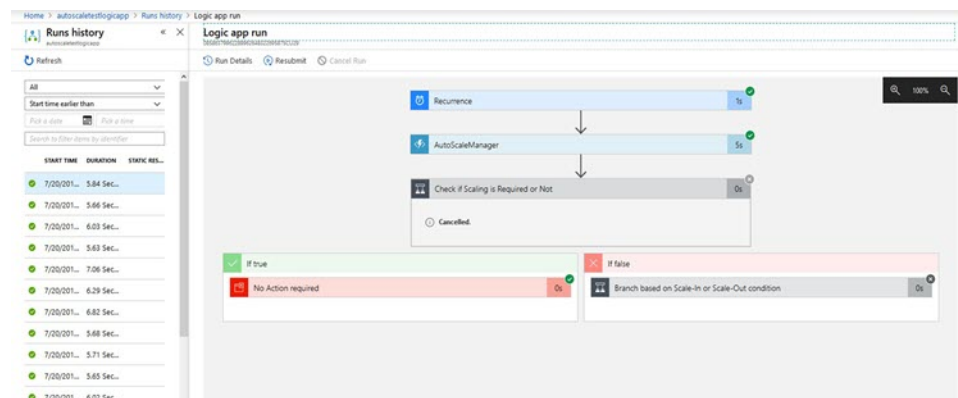 Home > autoscaletestlogicapp > Runs history > Logic app run
Runs history
autoscaletestlogicapp
Refresh
All
Start time earlier than
Pick a date
Pick a time
Search to filter items by identifier
START TIME DURATION STATIC RES...
7/20/201... 5.84 Sec...
7/20/201... 5.66 Sec...
7/20/201... 6.03 Sec...
7/20/201... 5.63 Sec...
7/20/201... 7.06 Sec...
7/20/201... 6.29 Sec...
7/20/201... 6.82 Sec...
7/20/201... 5.68 Sec...
7/20/201... 5.71 Sec...
7/20/201... 5.65 Sec...
7/20/201... 6.02 Sec...
Logic app run
Run Details Resubmit Cancel Run
100%
Recurrence 1s
AutoScaleManager 5s
Check if Scaling is Required or Not 0s
Cancelled.
If true
No Action required 0s
If false
Branch based on Scale-In or Scale-Out condition 0s